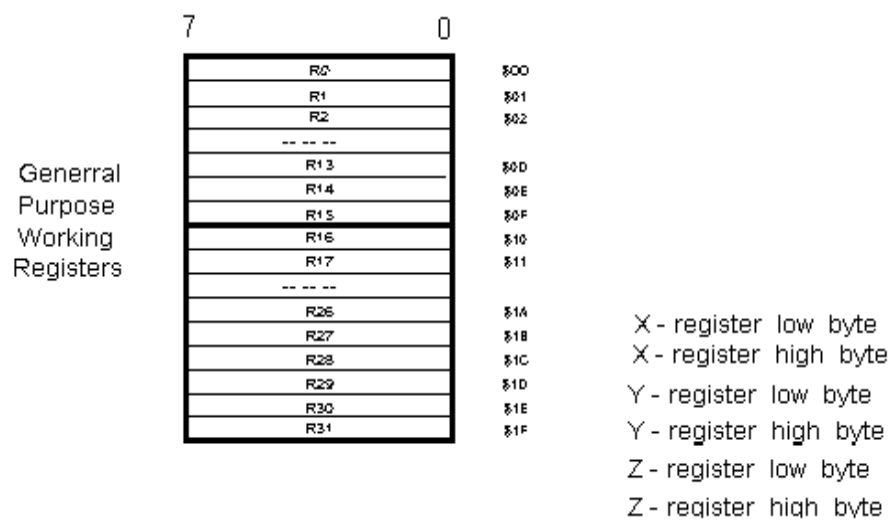 7 0
R0 $00
R1 $01
R2 $02
-- -- --
R13 $0D
R14 $0E
R15 $0F
R16 $10
R17 $11
-- -- --
R26 $1A
R27 $1B
R28 $1C
R29 $1D
R30 $1E
R31 $1F
Generral
Purpose
Working
Registers
X - register low byte
X - register high byte
Y - register low byte
Y - register high byte
Z - register low byte
Z - register high byte